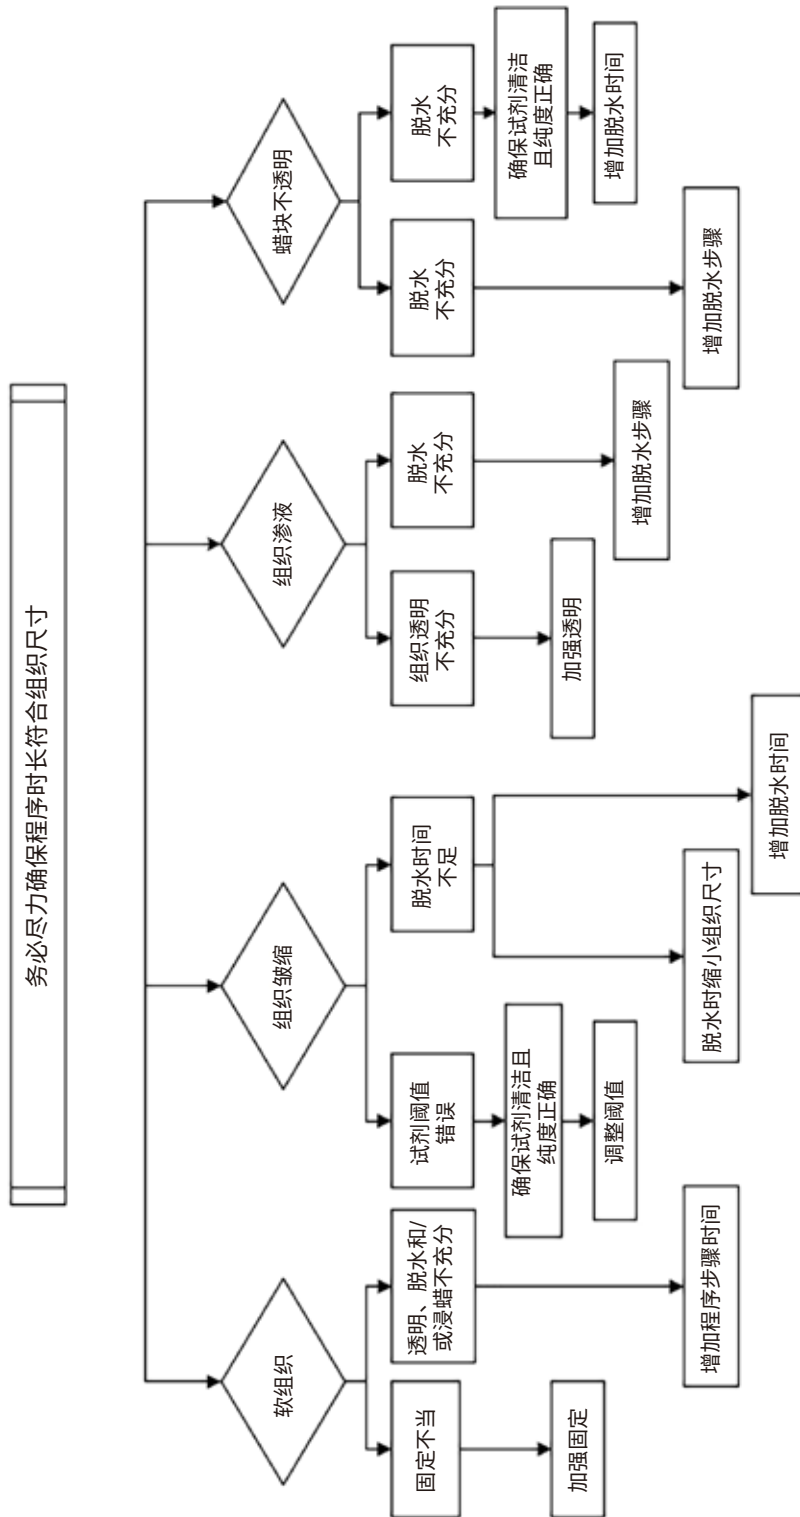 务必尽力确保程序时长符合组织尺寸
软组织
固定不当
加强固定
透明、脱水和/
或浸蜡不充分
增加程序步骤时间
组织皱缩
试剂阈值
错误
确保试剂清洁且
纯度正确
调整阈值
脱水时间
不足
脱水时缩小组织尺寸
增加脱水时间
组织渗液
组织透明
不充分
加强透明
脱水
不充分
增加脱水步骤
蜡块不透明
脱水
不充分
增加脱水步骤
脱水
不充分
确保试剂清洁
且纯度正确
增加脱水时间